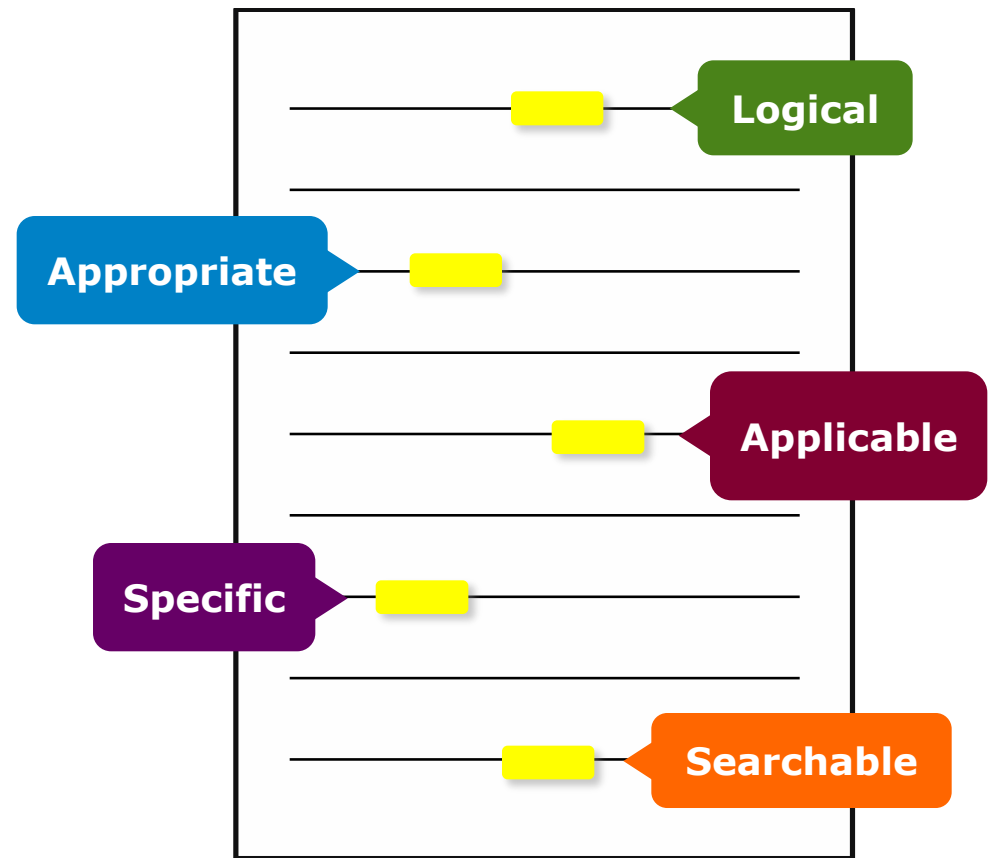 Logical
Appropriate
Applicable
Specific
Searchable